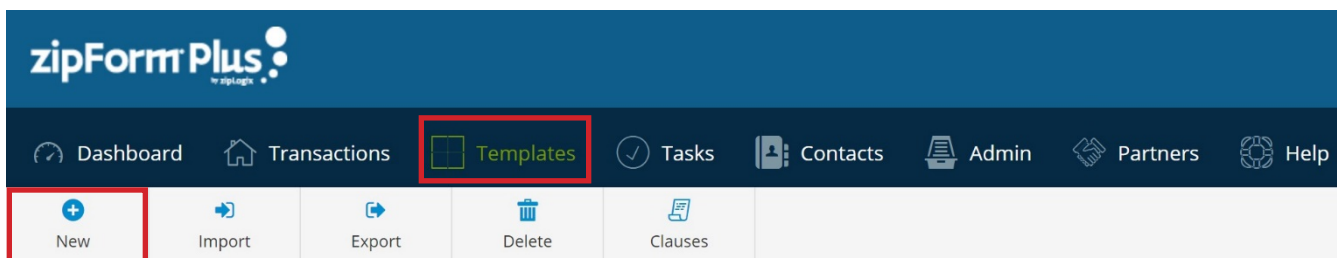 zipForm Plus
by zipLogix
Dashboard Transactions Templates Tasks Contacts Admin Partners Help
New Import Export Delete Clauses